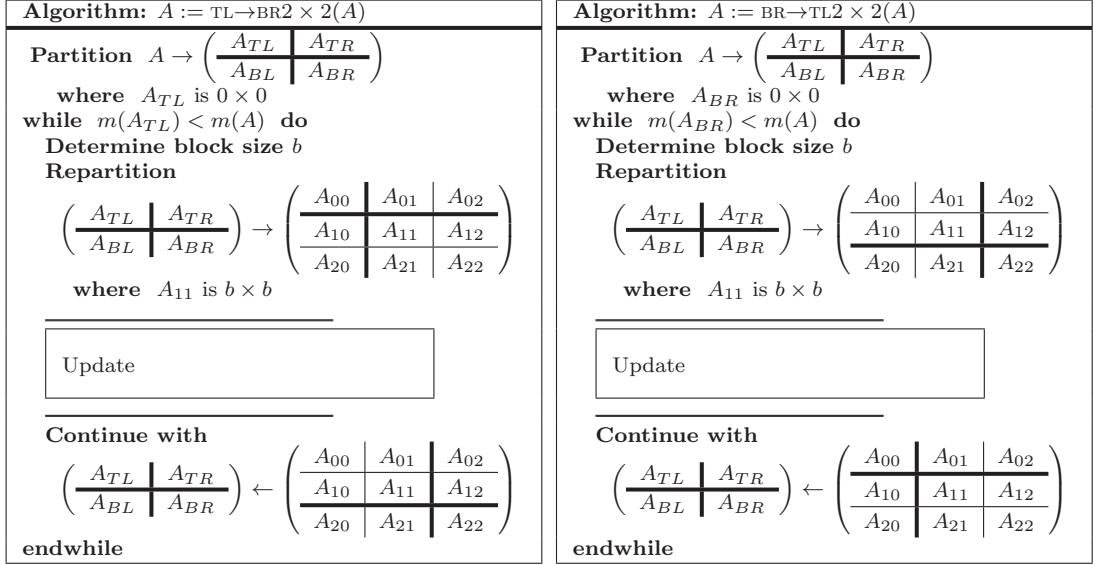 Algorithm: A := TL→BR2 × 2(A)
Partition A → ( A_TL A_TR
A_BL A_BR )
where A_TL is 0 × 0
while m(A_TL) < m(A) do
Determine block size b
Repartition
( A_TL A_TR
A_BL A_BR ) → ( A_00 A_01 A_02
A_10 A_11 A_12
A_20 A_21 A_22 )
where A_11 is b × b
Update
Continue with
( A_TL A_TR
A_BL A_BR ) ← ( A_00 A_01 A_02
A_10 A_11 A_12
A_20 A_21 A_22 )
endwhile
Algorithm: A := BR→TL2 × 2(A)
Partition A → ( A_TL A_TR
A_BL A_BR )
where A_BR is 0 × 0
while m(A_BR) < m(A) do
Determine block size b
Repartition
( A_TL A_TR
A_BL A_BR ) → ( A_00 A_01 A_02
A_10 A_11 A_12
A_20 A_21 A_22 )
where A_11 is b × b
Update
Continue with
( A_TL A_TR
A_BL A_BR ) ← ( A_00 A_01 A_02
A_10 A_11 A_12
A_20 A_21 A_22 )
endwhile